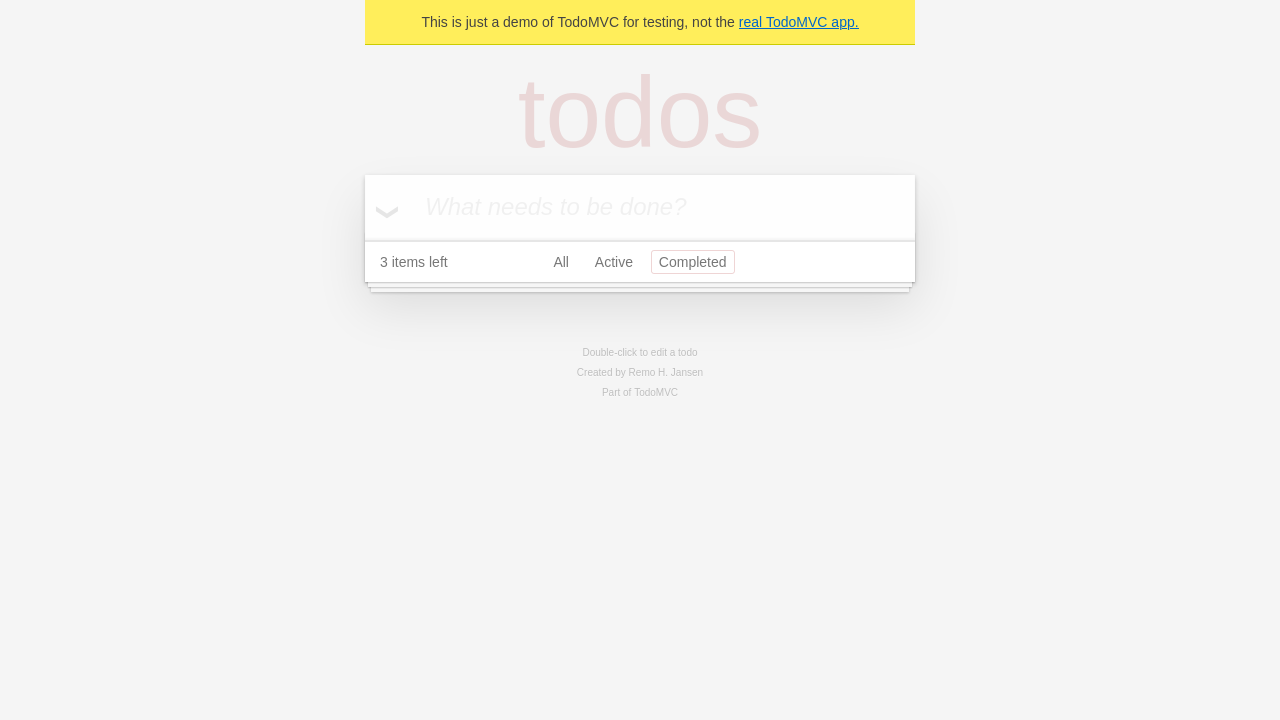 This is just a demo of TodoMVC for testing, not the real TodoMVC app.
todos
What needs to be done?
3 items left All Active Completed
Double-click to edit a todo
Created by Remo H. Jansen
Part of TodoMVC